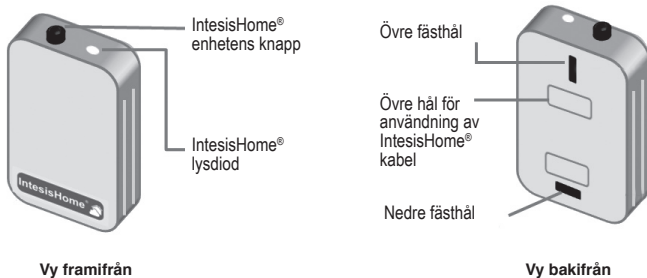 IntesisHome®
enhetens knapp
IntesisHome®
lysdiod
IntesisHome®
Vy framifrån
Övre fästhål
Övre hål för
användning av
IntesisHome®
kabel
Nedre fästhål
Vy bakifrån